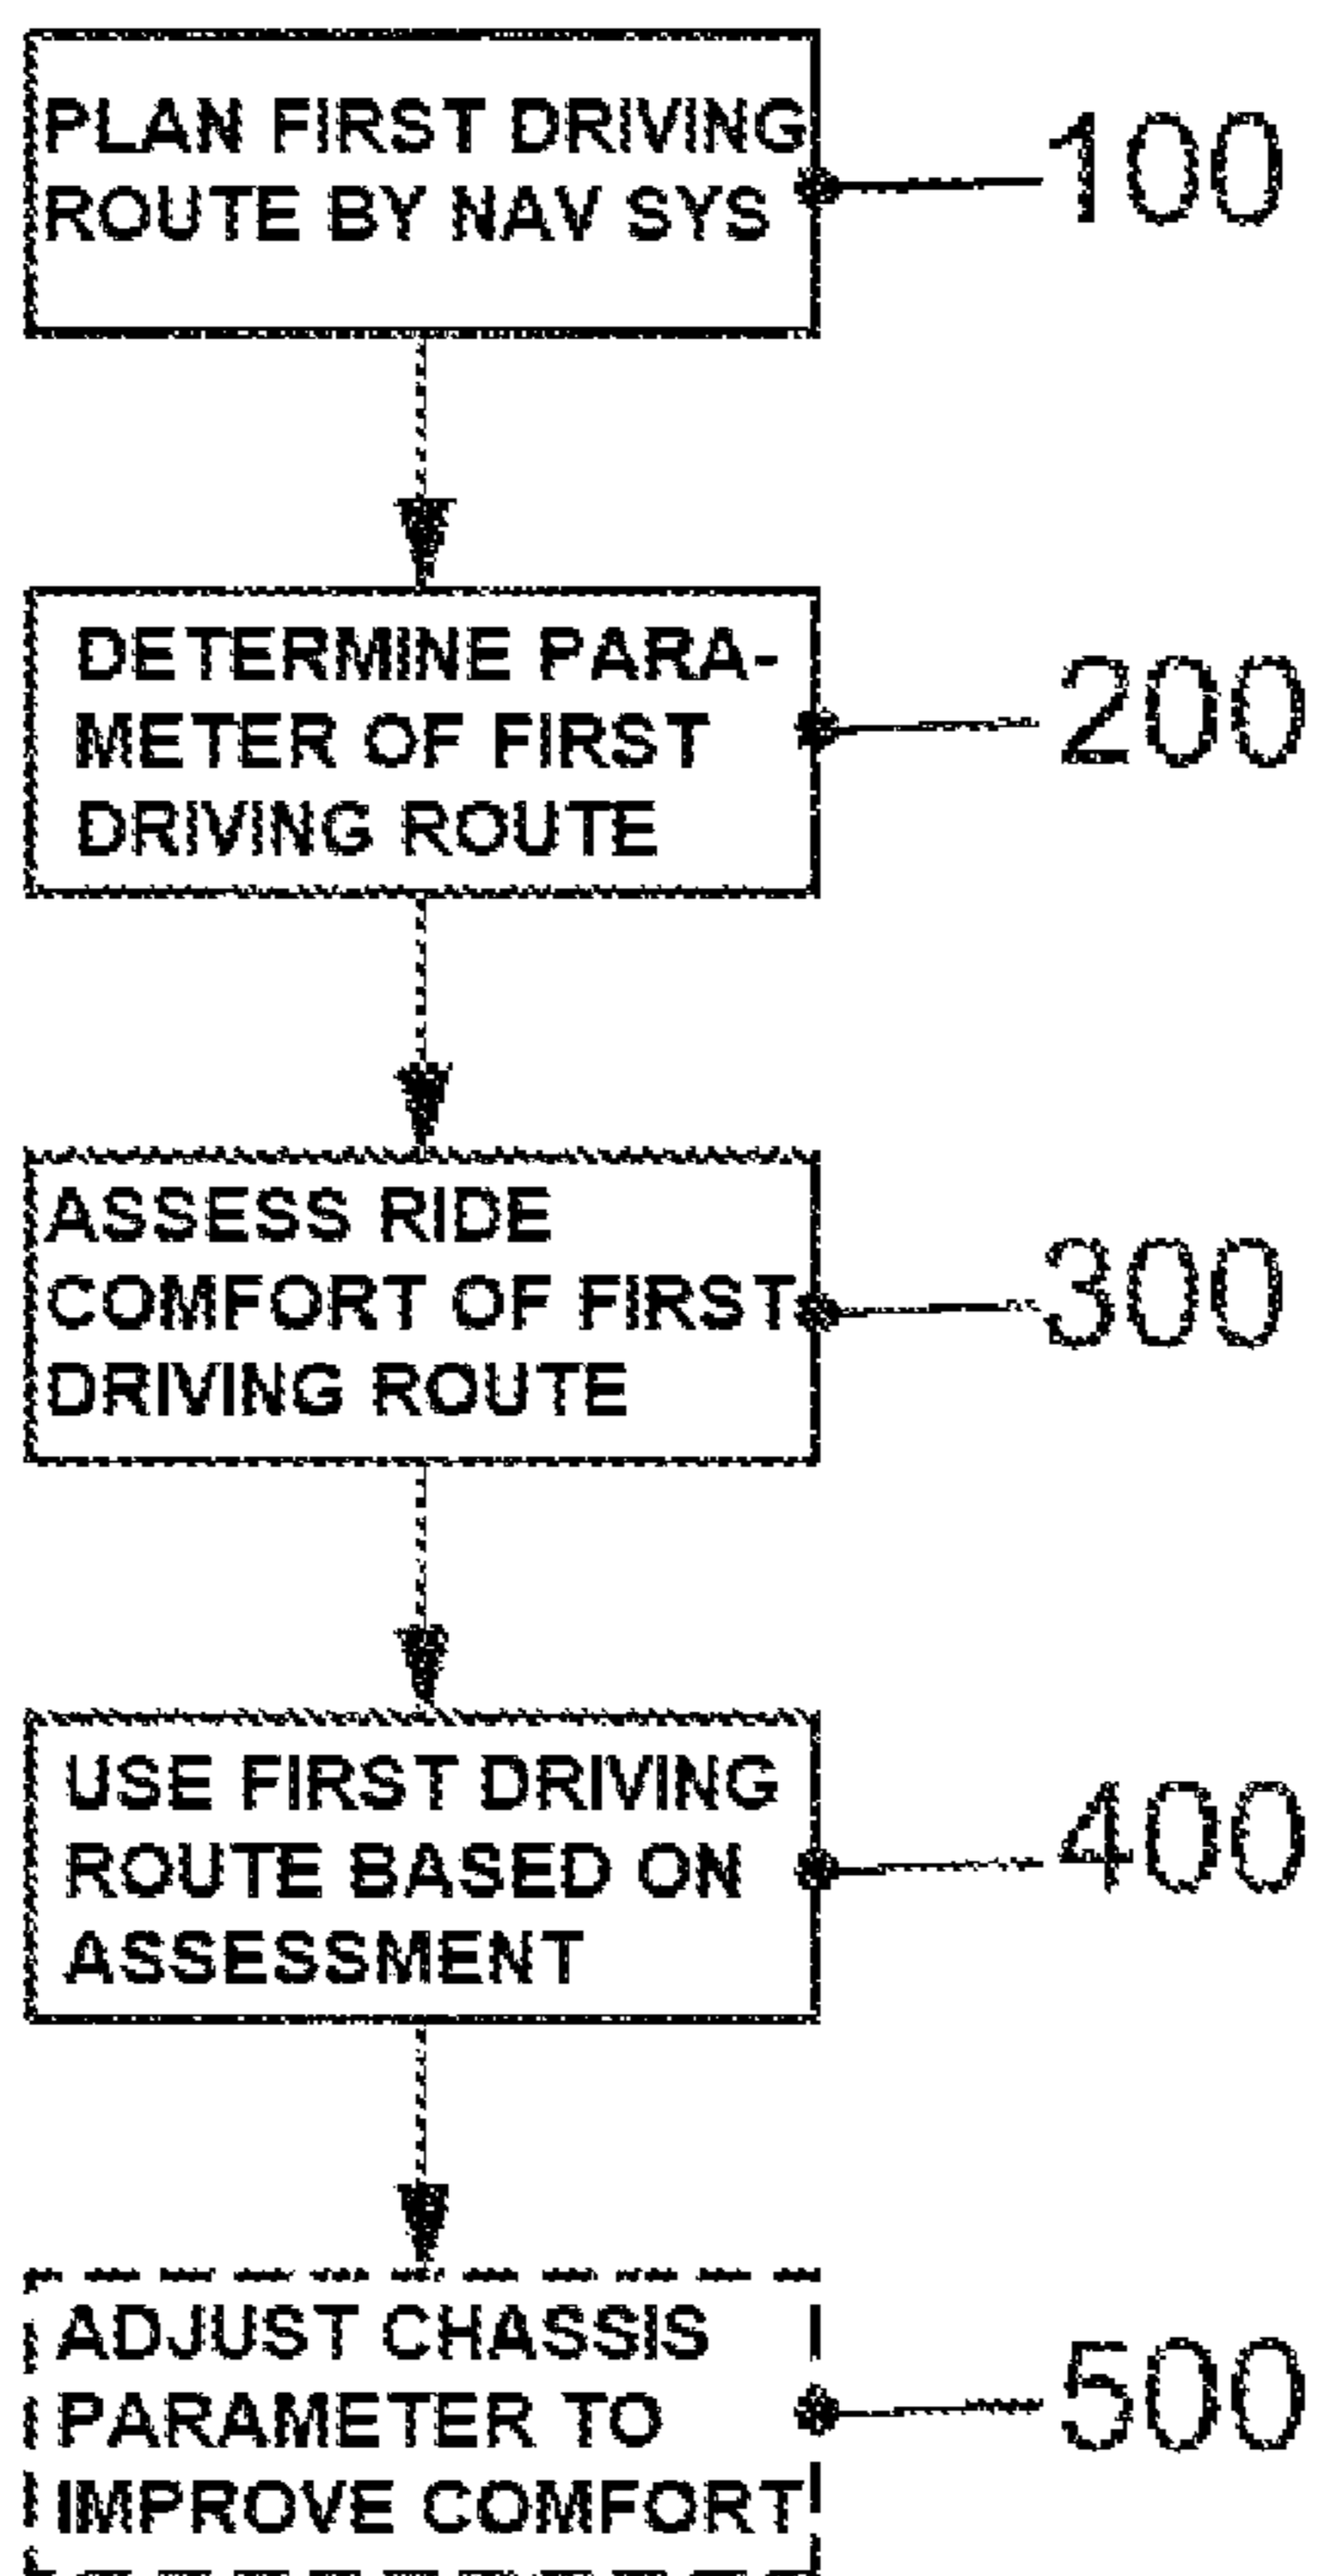 PLAN FIRST DRIVING
ROUTE BY NAV SYS
100
DETERMINE PARA-
METER OF FIRST
DRIVING ROUTE
200
ASSESS RIDE
COMFORT OF FIRST
DRIVING ROUTE
300
USE FIRST DRIVING
ROUTE BASED ON
ASSESSMENT
400
ADJUST CHASSIS
PARAMETER TO
IMPROVE COMFORT
500